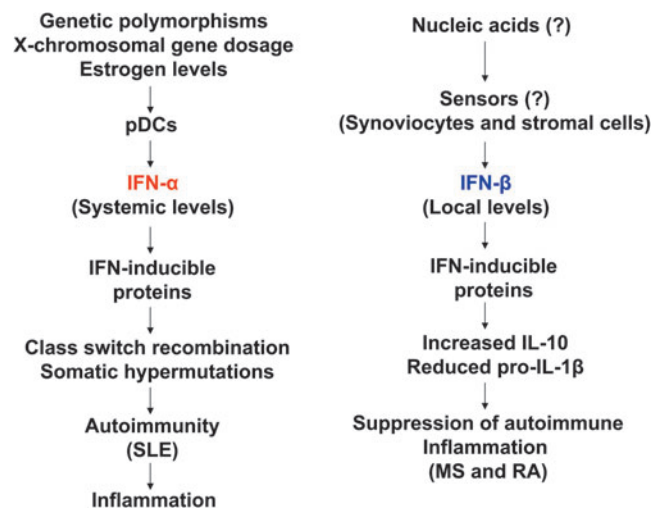 Genetic polymorphisms
X-chromosomal gene dosage
Estrogen levels
pDCs
IFN-α
(Systemic levels)
IFN-inducible
proteins
Class switch recombination
Somatic hypermutations
Autoimmunity
(SLE)
Inflammation
Nucleic acids (?)
Sensors (?)
(Synoviocytes and stromal cells)
IFN-β
(Local levels)
IFN-inducible
proteins
Increased IL-10
Reduced pro-IL-1β
Suppression of autoimmune
Inflammation
(MS and RA)